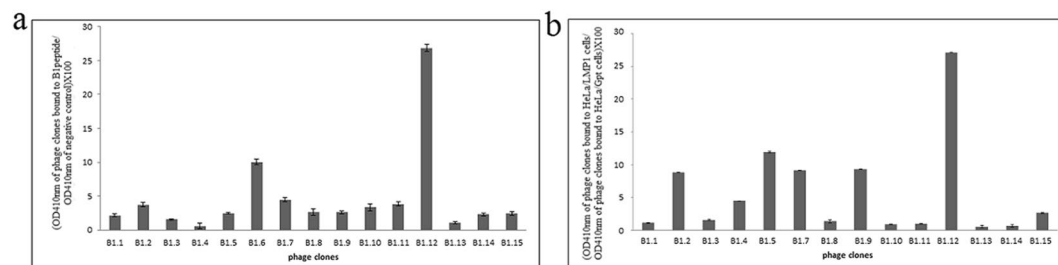 a
(OD410nm of phage clones bound to B1peptide/
OD410nm of negative control)X100
30
25
20
15
10
5
0
B1.1 B1.2 B1.3 B1.4 B1.5 B1.6 B1.7 B1.8 B1.9 B1.10 B1.11 B1.12 B1.13 B1.14 B1.15
phage clones
b
(OD410nm of phage clones bound to HeLa/LMP1 cells/
OD410nm of phage clones bound to HeLa/Gpt cells)X100
30
25
20
15
10
5
0
B1.1 B1.2 B1.3 B1.4 B1.5 B1.7 B1.8 B1.9 B1.10 B1.11 B1.12 B1.13 B1.14 B1.15
phage clones